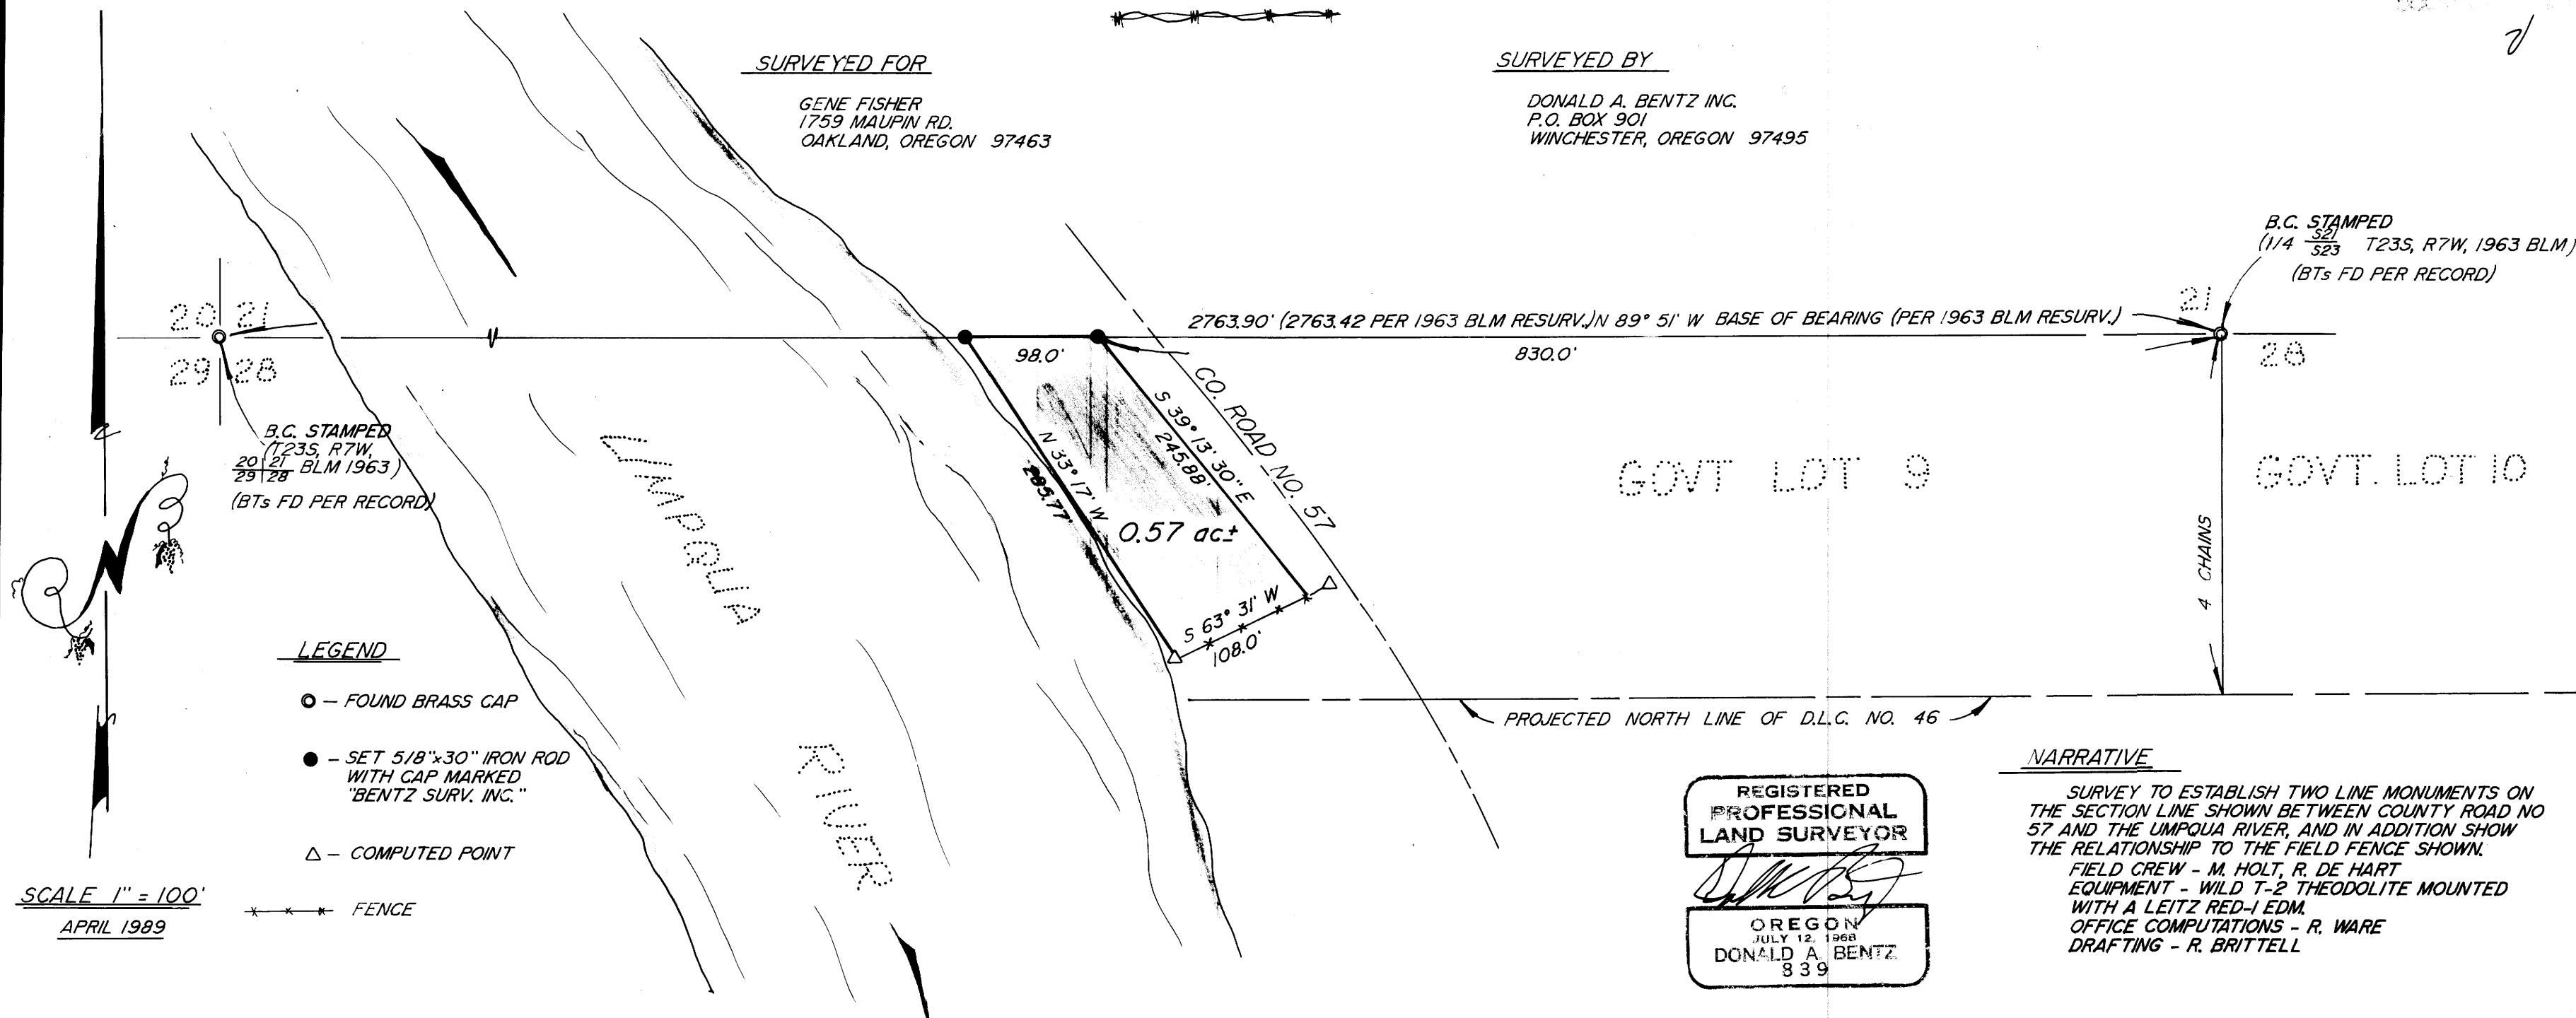 SURVEYED FOR
GENE FISHER
1759 MAUPIN RD.
OAKLAND, OREGON 97463
SURVEYED BY
DONALD A. BENTZ INC.
P.O. BOX 901
WINCHESTER, OREGON 97495
B.C. STAMPED
(1/4 S21
S23 T23S, R7W, 1963 BLM)
(BTs FD PER RECORD)
20 21
29 28
2763.90' (2763.42 PER 1963 BLM RESURV.) N 89° 51' W BASE OF BEARING (PER 1963 BLM RESURV.)
21
28
98.0'
830.0'
B.C. STAMPED
(T23S, R7W,
20 21
29 28 BLM 1963)
(BTs FD PER RECORD)
CO. ROAD NO. 57
S 39° 13' 30" E
245.88'
N 33° 17' W
285.77'
0.57 ac±
S 63° 31' W
108.0'
UMPQUA
RIVER
GOVT LOT 9
GOVT. LOT 10
4 CHAINS
PROJECTED NORTH LINE OF D.L.C. NO. 46
LEGEND
– FOUND BRASS CAP
– SET 5/8"x30" IRON ROD
WITH CAP MARKED
"BENTZ SURV. INC."
– COMPUTED POINT
FENCE
SCALE 1" = 100'
APRIL 1989
REGISTERED
PROFESSIONAL
LAND SURVEYOR
OREGON
JULY 12, 1968
DONALD A. BENTZ
839
NARRATIVE
SURVEY TO ESTABLISH TWO LINE MONUMENTS ON
THE SECTION LINE SHOWN BETWEEN COUNTY ROAD NO
57 AND THE UMPQUA RIVER, AND IN ADDITION SHOW
THE RELATIONSHIP TO THE FIELD FENCE SHOWN.
FIELD CREW - M. HOLT, R. DE HART
EQUIPMENT - WILD T-2 THEODOLITE MOUNTED
WITH A LEITZ RED-1 EDM.
OFFICE COMPUTATIONS - R. WARE
DRAFTING - R. BRITTELL